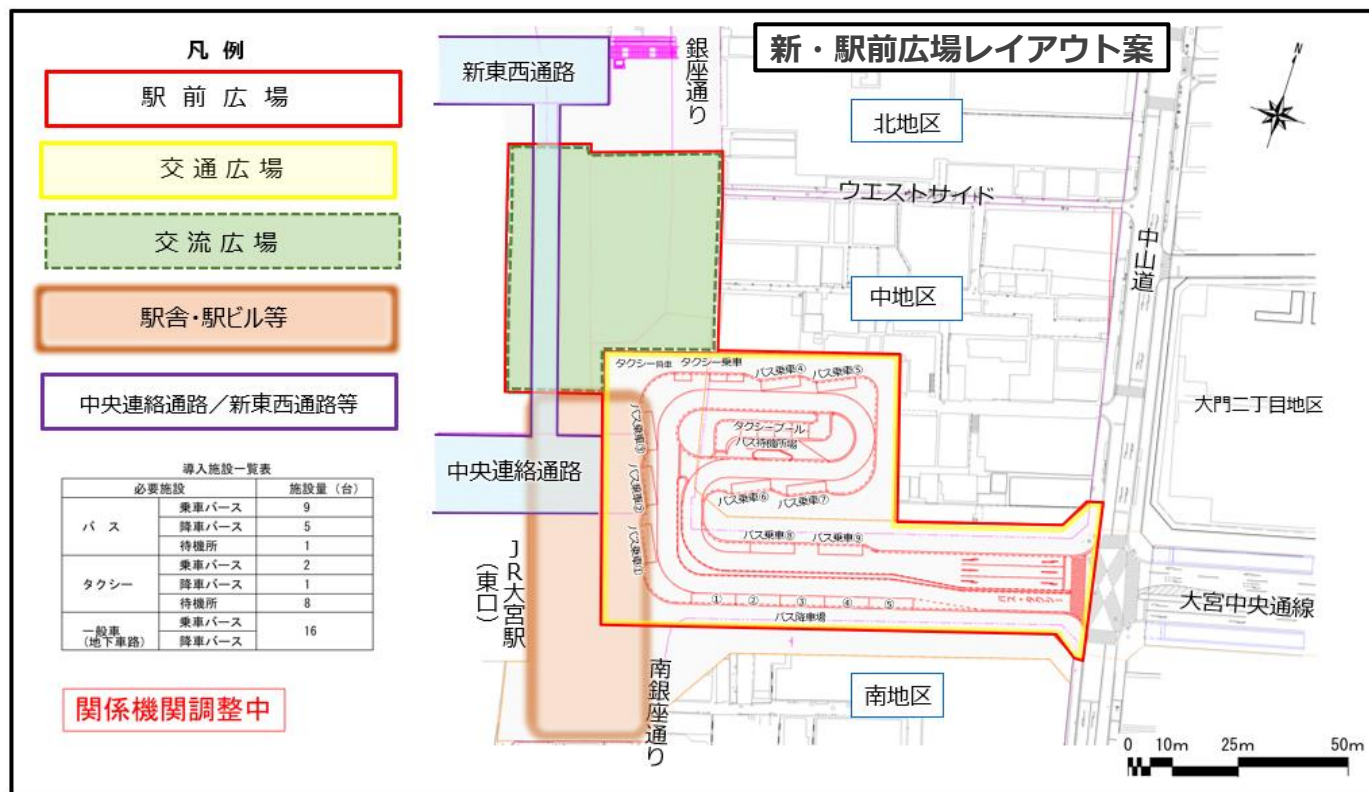 凡 例
駅 前 広 場
交 通 広 場
交 流 広 場
駅舎・駅ビル等
中央連絡通路／新東西通路等
導入施設一覧表
必要施設 施設量（台）
バ ス 乗車バース 9
降車バース 5
待機所 1
タクシー 乗車バース 2
降車バース 1
待機所 8
一般車 (地下車路) 乗車バース 16
降車バース
関係機関調整中
新・駅前広場レイアウト案
新東西通路
銀座通り
N
北地区
ウエストサイド
中山道
中地区
大門二丁目地区
タクシー降車 タクシー乗車 バス乗車④ バス乗車⑤
バス乗車③
タクシープール
バス待機所場
中央連絡通路
バス乗車②
バス乗車⑥ バス乗車⑦
バス乗車①
バス乗車⑧ バス乗車⑨
JR大宮駅
(東口)
バス・タクシー
① ② ③ ④ ⑤
バス降車場
大宮中央通線
南銀座通り
南地区
0 10m 25m 50m